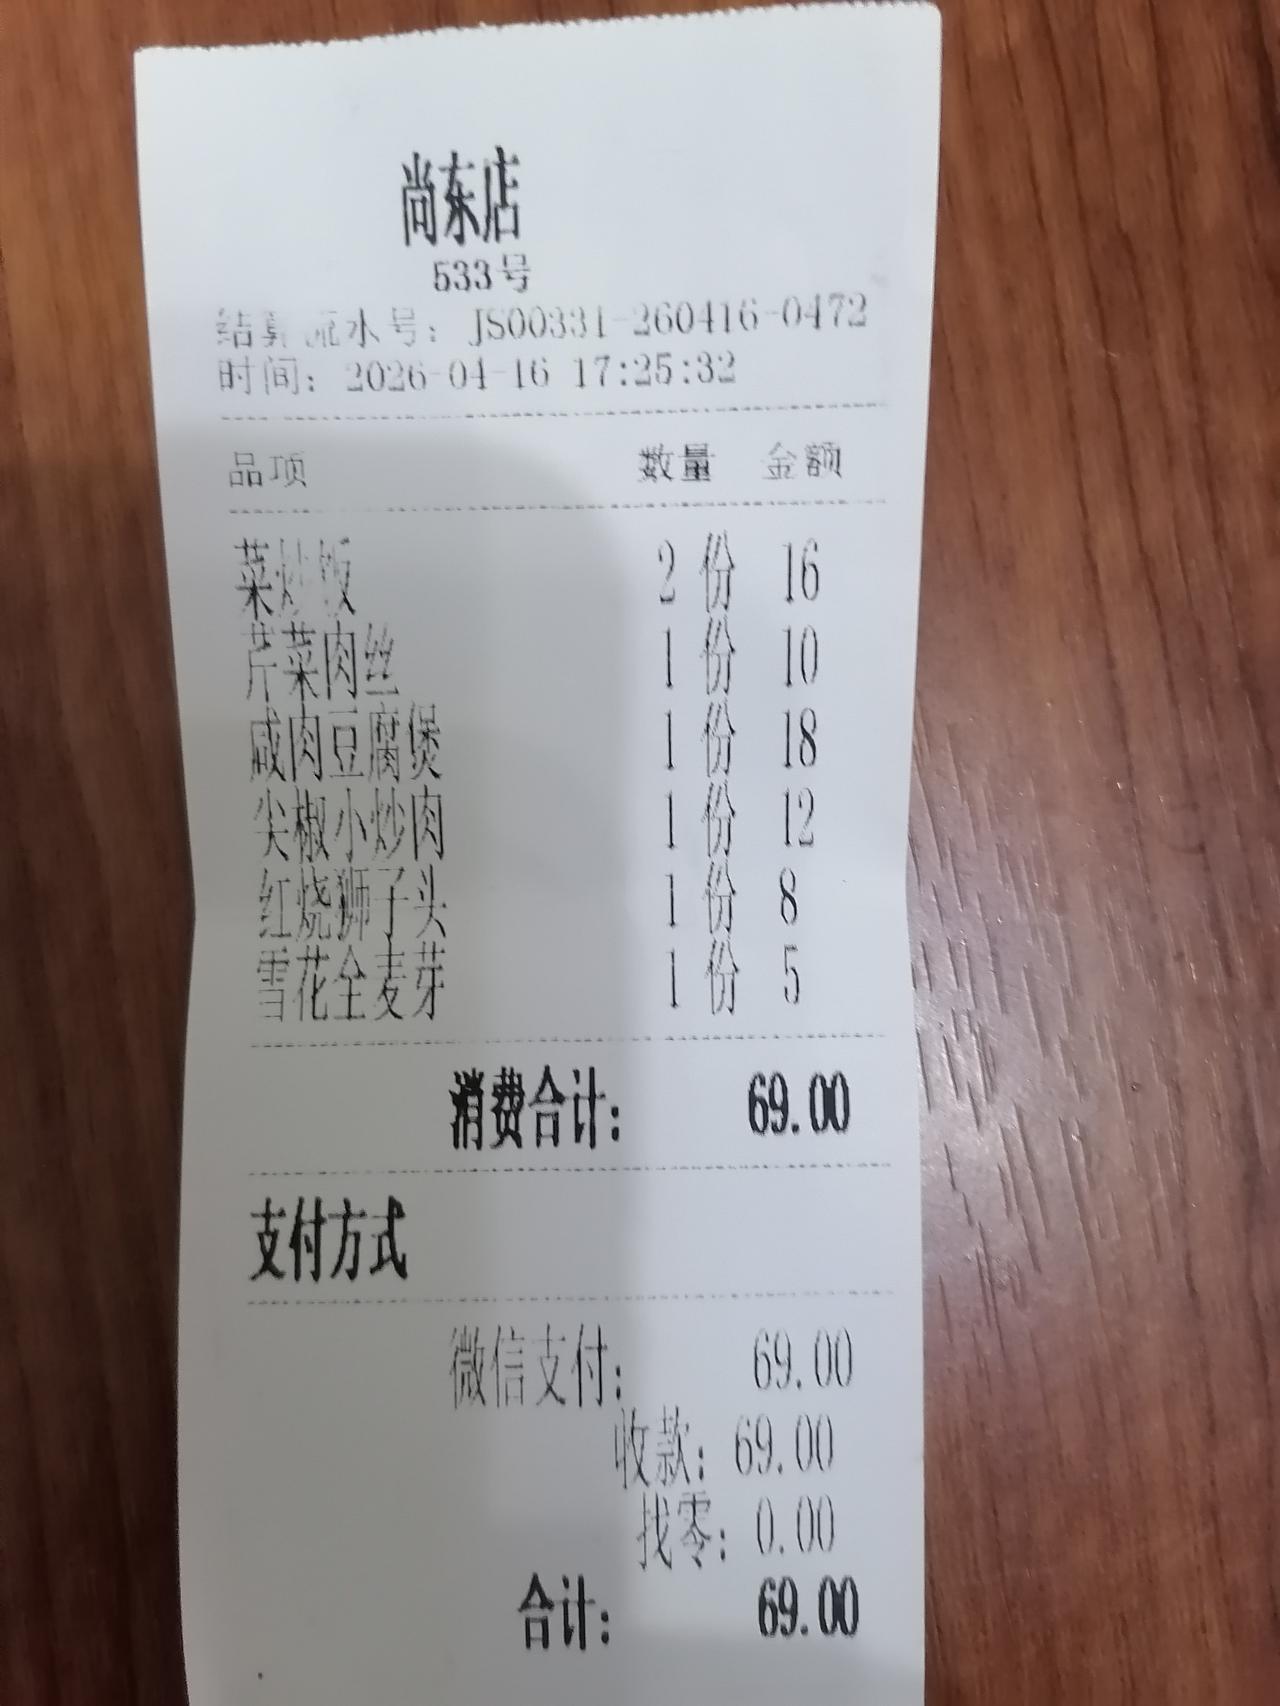 尚东店
533号
结算流水号：JS00331-260416-0472
时间：2026-04-16 17:25:32
品项 数量 金额
菜炒饭 2 份 16
芹菜肉丝 1 份 10
咸肉豆腐煲 1 份 18
尖椒小炒肉 1 份 12
红烧狮子头 1 份 8
雪花全麦芽 1 份 5
消费合计：69.00
支付方式
微信支付：69.00
收款：69.00
找零：0.00
合计：69.00